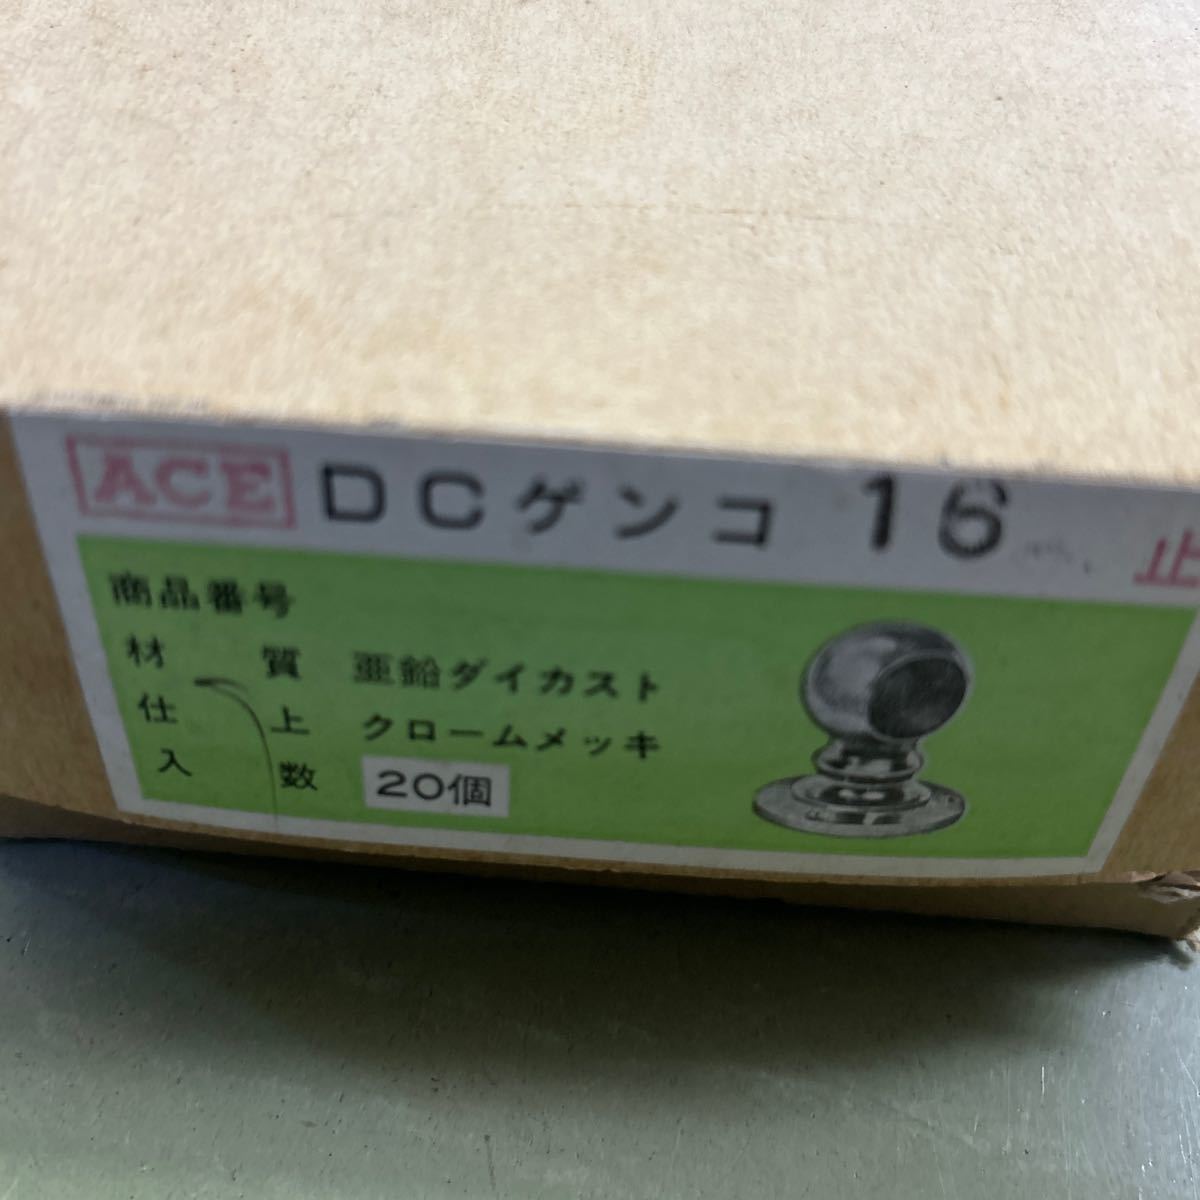 ACE DCゲンコ 16 止
商品番号
材質 亜鉛ダイカスト
仕上 クロームメッキ
入数 20個